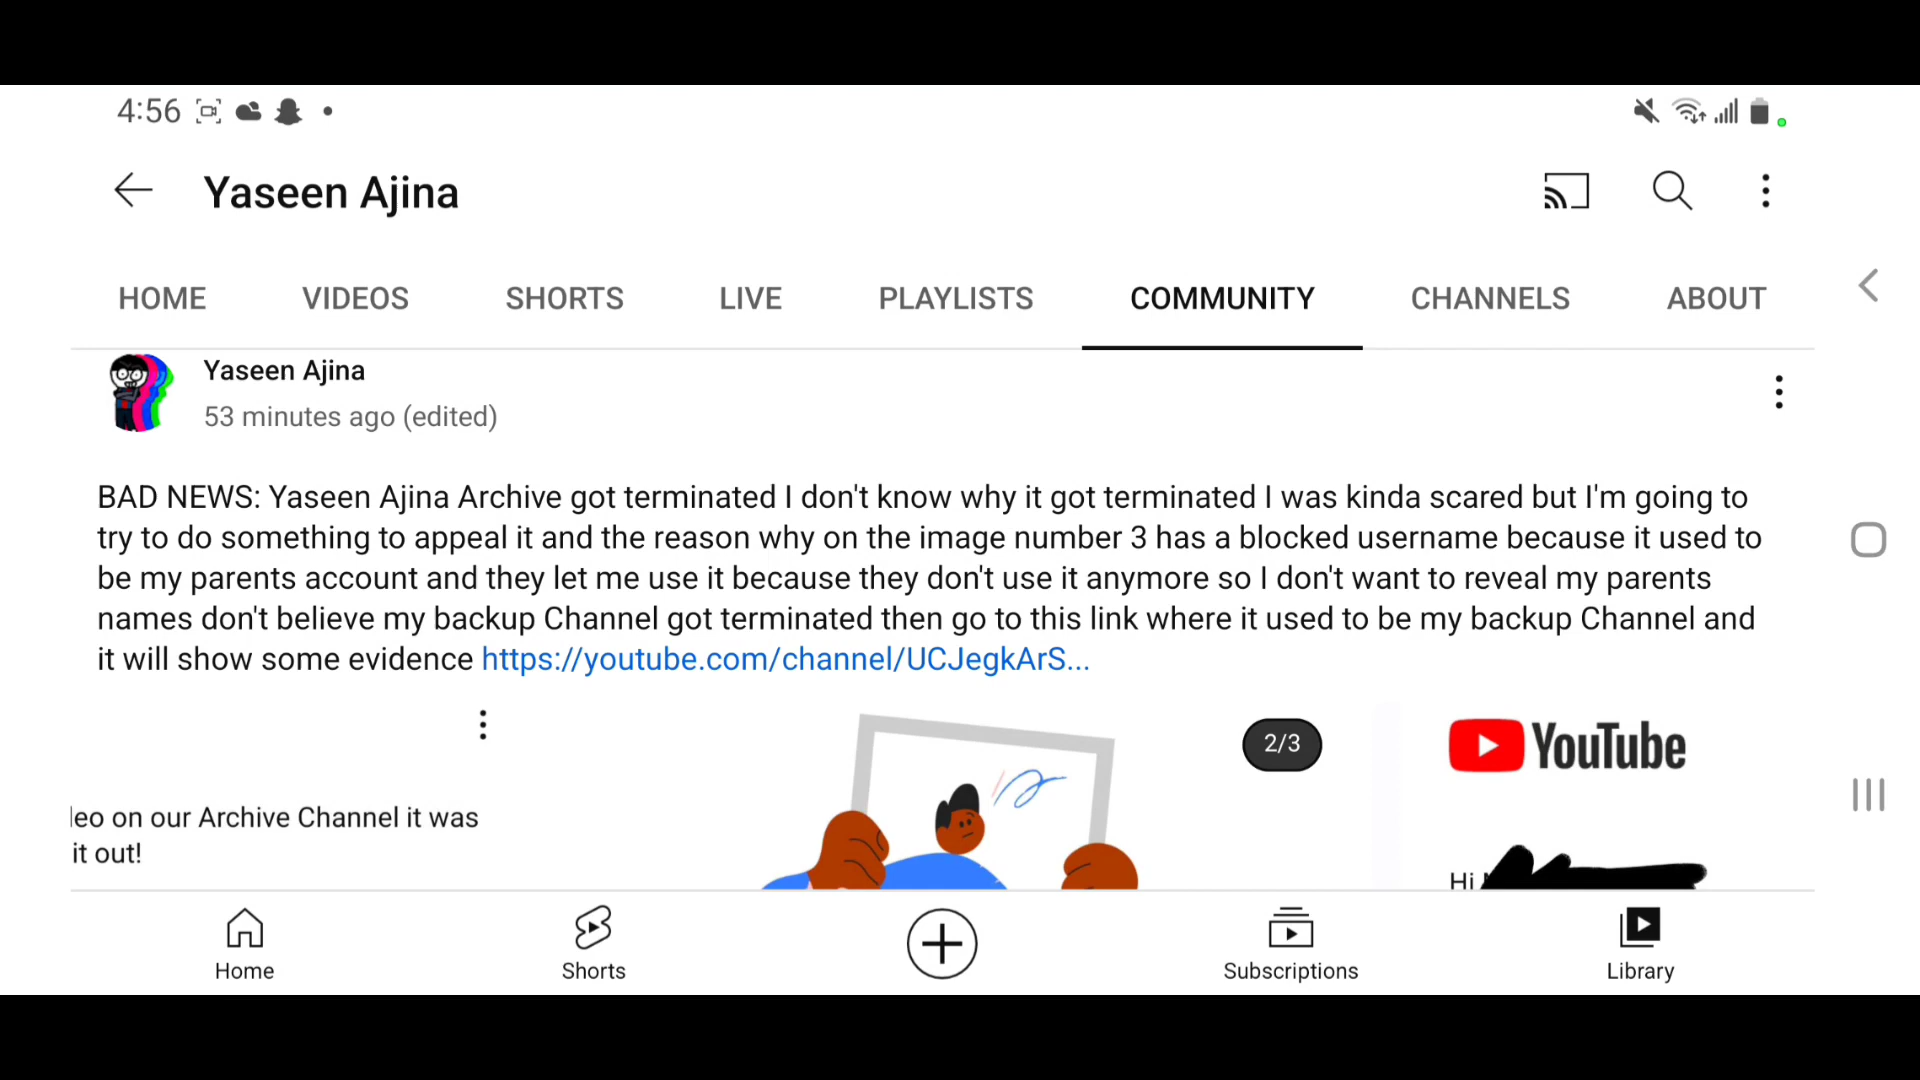 4:56
Yaseen Ajina
HOME VIDEOS SHORTS LIVE PLAYLISTS COMMUNITY CHANNELS ABOUT
Yaseen Ajina
53 minutes ago (edited)
BAD NEWS: Yaseen Ajina Archive got terminated I don't know why it got terminated I was kinda scared but I'm going to
try to do something to appeal it and the reason why on the image number 3 has a blocked username because it used to
be my parents account and they let me use it because they don't use it anymore so I don't want to reveal my parents
names don't believe my backup Channel got terminated then go to this link where it used to be my backup Channel and
it will show some evidence https://youtube.com/channel/UCJegkArS...
2/3
YouTube
eo on our Archive Channel it was
it out!
Hi
Home Shorts Subscriptions Library